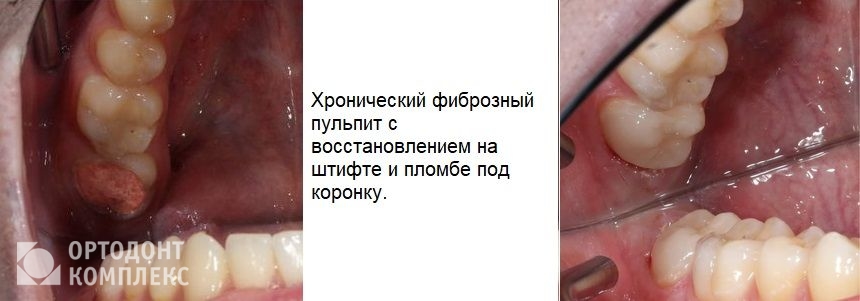 Хронический фиброзный
пульпит с
восстановлением на
штифте и пломбе под
коронку.
ОРТОДОНТ
КОМПЛЕКС